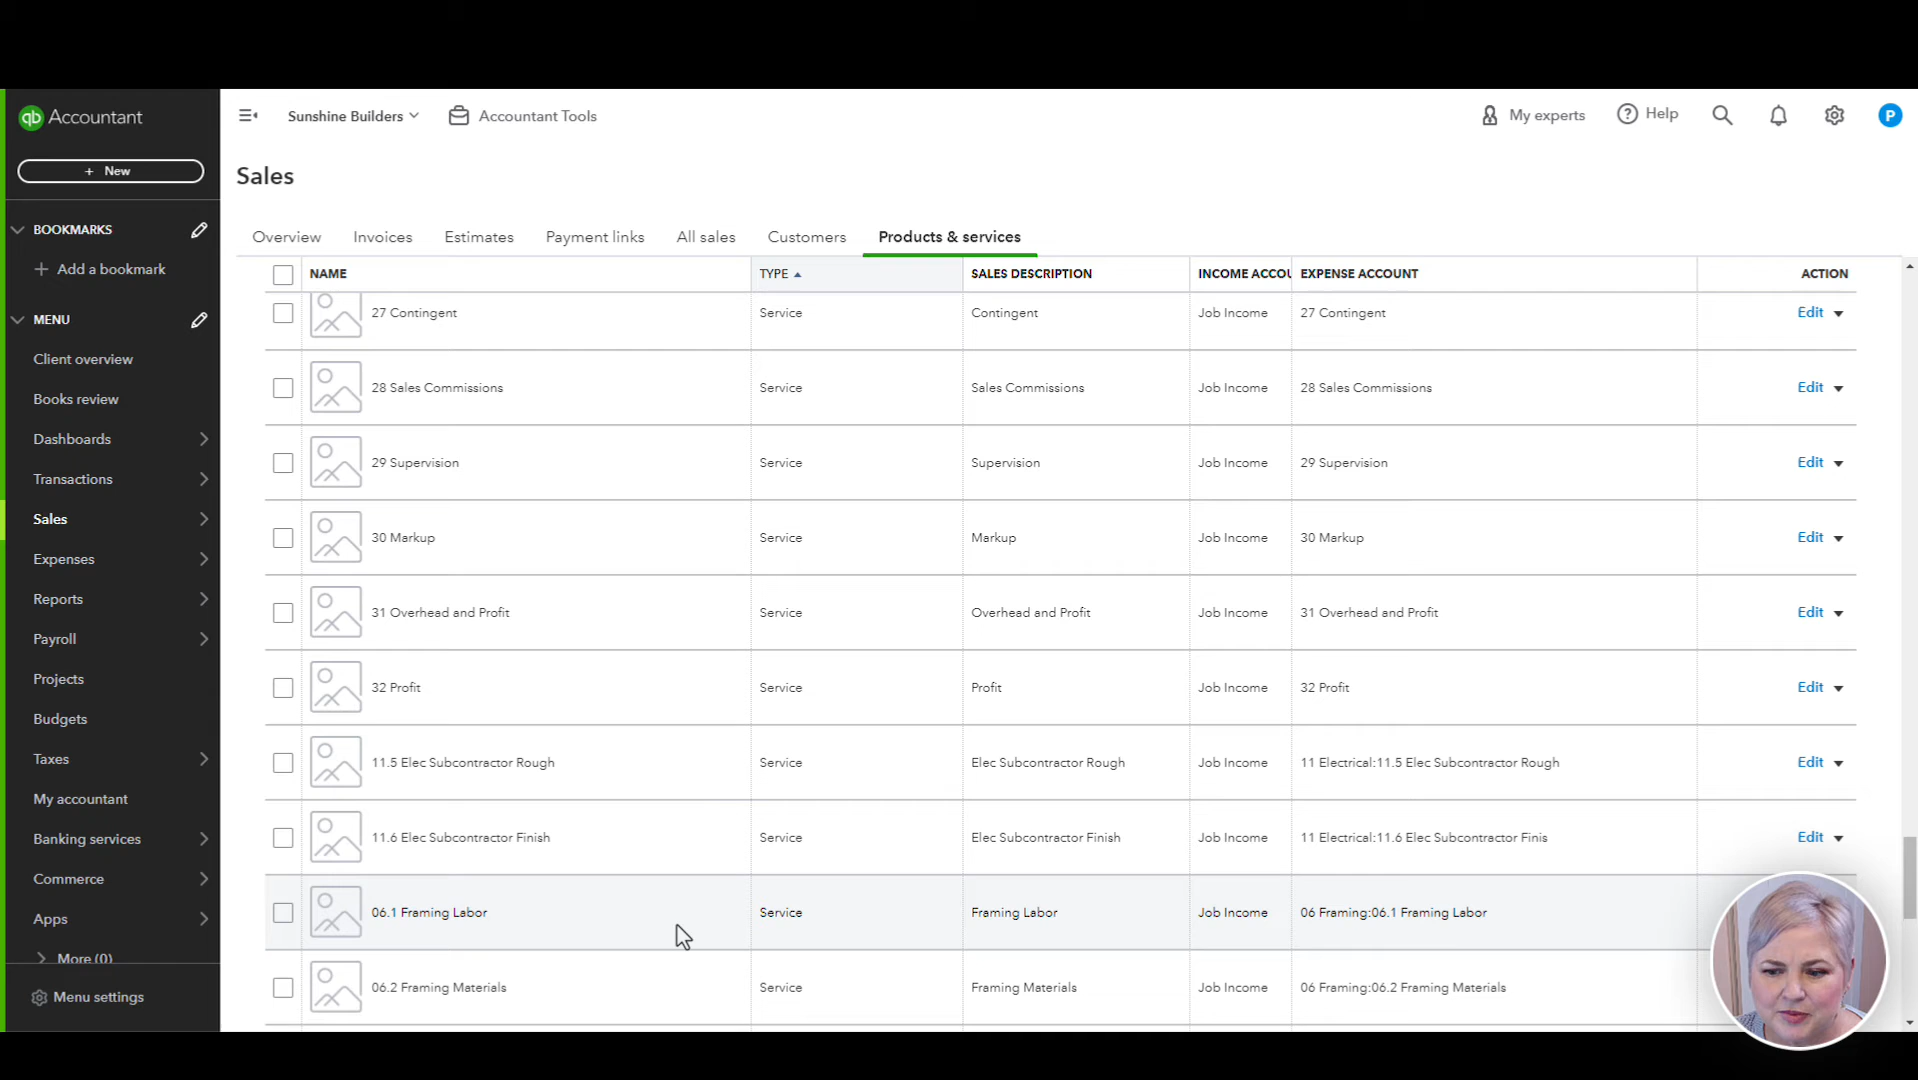 qb Accountant
+ New
BOOKMARKS
+ Add a bookmark
MENU
Client overview
Books review
Dashboards
Transactions
Sales
Expenses
Reports
Payroll
Projects
Budgets
Taxes
My accountant
Banking services
Commerce
Apps
More (0)
Menu settings
Sunshine Builders
Accountant Tools
My experts
? Help
P
Sales
Overview Invoices Estimates Payment links All sales Customers Products & services
NAME TYPE SALES DESCRIPTION INCOME ACCOU EXPENSE ACCOUNT ACTION
27 Contingent Service Contingent Job Income 27 Contingent Edit
28 Sales Commissions Service Sales Commissions Job Income 28 Sales Commissions Edit
29 Supervision Service Supervision Job Income 29 Supervision Edit
30 Markup Service Markup Job Income 30 Markup Edit
31 Overhead and Profit Service Overhead and Profit Job Income 31 Overhead and Profit Edit
32 Profit Service Profit Job Income 32 Profit Edit
11.5 Elec Subcontractor Rough Service Elec Subcontractor Rough Job Income 11 Electrical:11.5 Elec Subcontractor Rough Edit
11.6 Elec Subcontractor Finish Service Elec Subcontractor Finish Job Income 11 Electrical:11.6 Elec Subcontractor Finis Edit
06.1 Framing Labor Service Framing Labor Job Income 06 Framing:06.1 Framing Labor
06.2 Framing Materials Service Framing Materials Job Income 06 Framing:06.2 Framing Materials